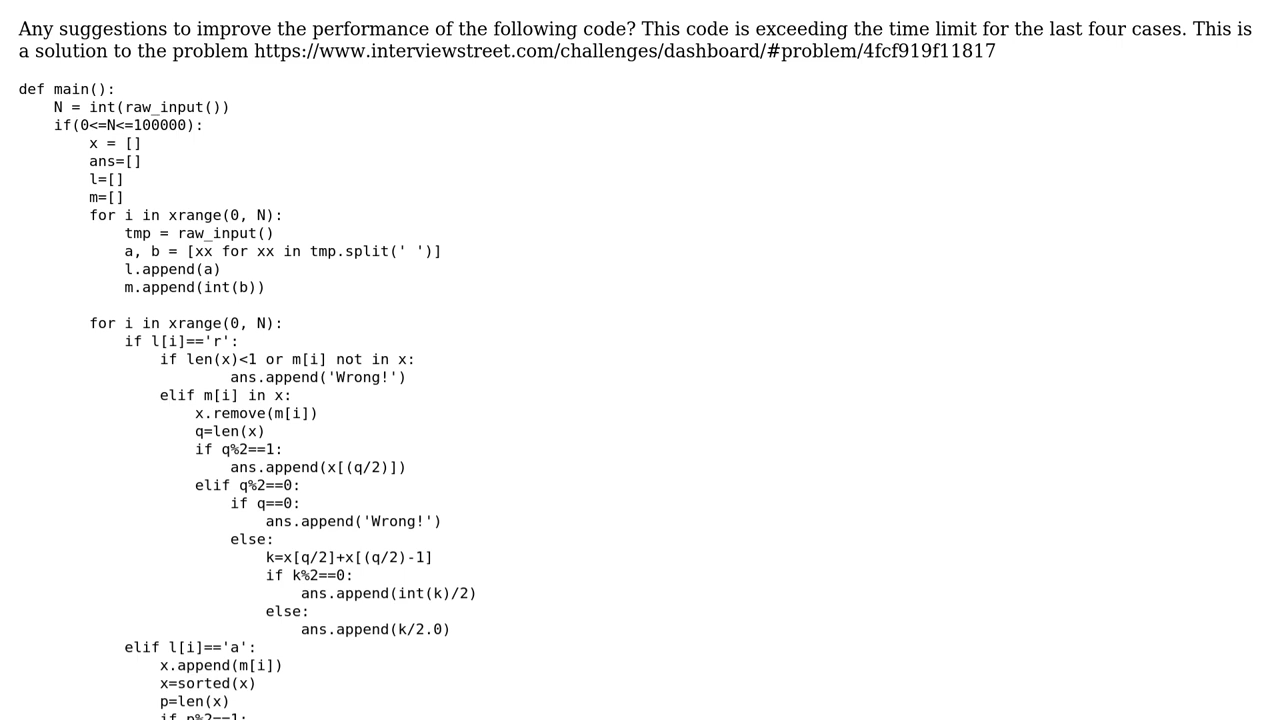 Any suggestions to improve the performance of the following code? This code is exceeding the time limit for the last four cases. This is
a solution to the problem https://www.interviewstreet.com/challenges/dashboard/#problem/4fcf919f11817
def main():
    N = int(raw_input())
    if(0<=N<=100000):
        x = []
        ans=[]
        l=[]
        m=[]
        for i in xrange(0, N):
            tmp = raw_input()
            a, b = [xx for xx in tmp.split(' ')]
            l.append(a)
            m.append(int(b))
        for i in xrange(0, N):
            if l[i]=='r':
                if len(x)<1 or m[i] not in x:
                        ans.append('Wrong!')
                elif m[i] in x:
                    x.remove(m[i])
                    q=len(x)
                    if q%2==1:
                        ans.append(x[(q/2)])
                    elif q%2==0:
                        if q==0:
                            ans.append('Wrong!')
                        else:
                            k=x[q/2]+x[(q/2)-1]
                            if k%2==0:
                                ans.append(int(k)/2)
                            else:
                                ans.append(k/2.0)
            elif l[i]=='a':
                x.append(m[i])
                x=sorted(x)
                p=len(x)
                if p%2==1: